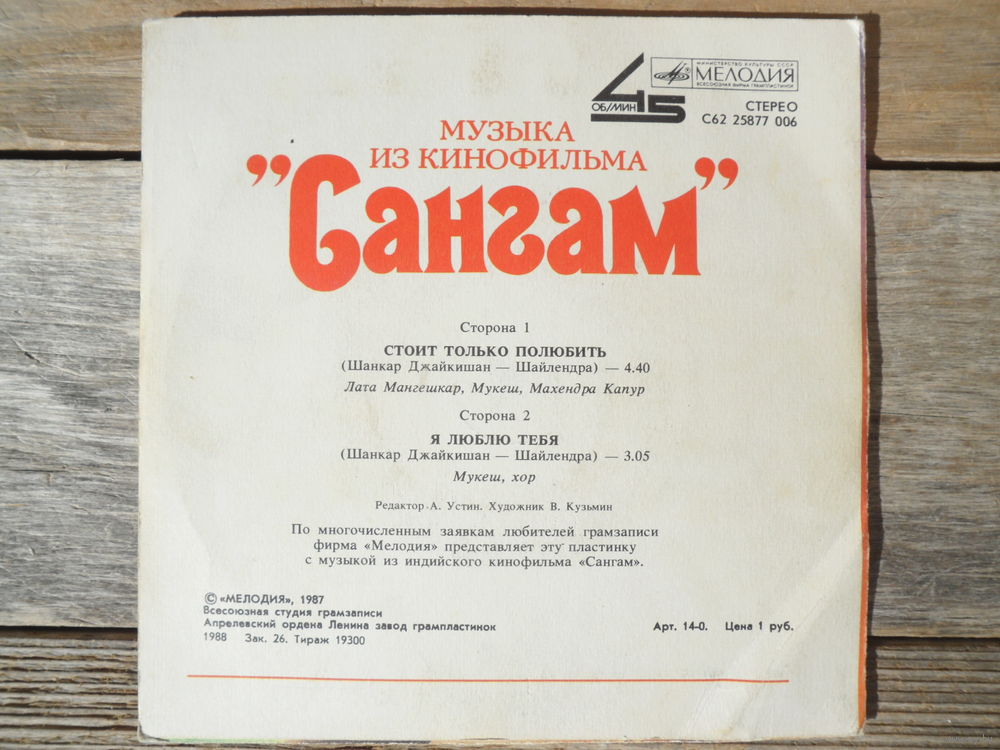 МИНИСТЕРСТВО КУЛЬТУРЫ СССР
МЕЛОДИЯ
ВСЕСОЮЗНАЯ ФИРМА ГРАМПЛАСТИНОК
45
ОБ/МИН
СТЕРЕО
С62 25877 006
МУЗЫКА
ИЗ КИНОФИЛЬМА
"Сангам"
Сторона 1
СТОИТ ТОЛЬКО ПОЛЮБИТЬ
(Шанкар Джайкишан — Шайлендра) — 4.40
Лата Мангешкар, Мукеш, Махендра Капур
Сторона 2
Я ЛЮБЛЮ ТЕБЯ
(Шанкар Джайкишан — Шайлендра) — 3.05
Мукеш, хор
Редактор А. Устин. Художник В. Кузьмин
По многочисленным заявкам любителей грамзаписи
фирма «Мелодия» представляет эту пластинку
с музыкой из индийского кинофильма «Сангам».
© «МЕЛОДИЯ», 1987
Всесоюзная студия грамзаписи
Апрелевский ордена Ленина завод грампластинок
1988 Зак. 26. Тираж 19300
Арт. 14-0. Цена 1 руб.